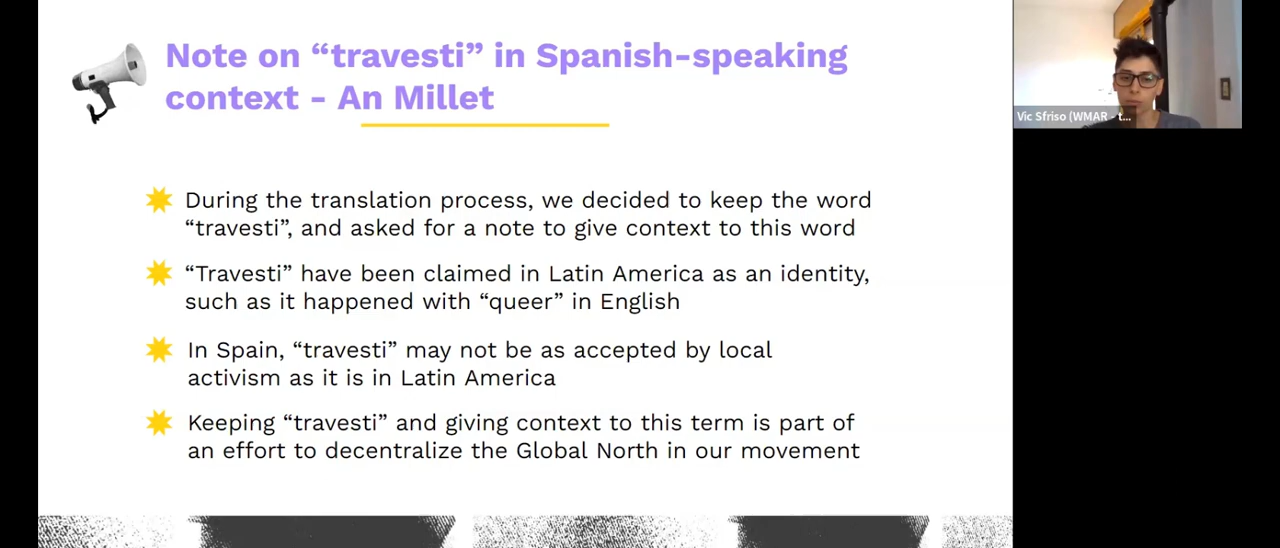 Note on “travesti” in Spanish-speaking
context - An Millet
During the translation process, we decided to keep the word
“travesti”, and asked for a note to give context to this word
“Travesti” have been claimed in Latin America as an identity,
such as it happened with “queer” in English
In Spain, “travesti” may not be as accepted by local
activism as it is in Latin America
Keeping “travesti” and giving context to this term is part of
an effort to decentralize the Global North in our movement
Vic Sfriso (WMAR - t...